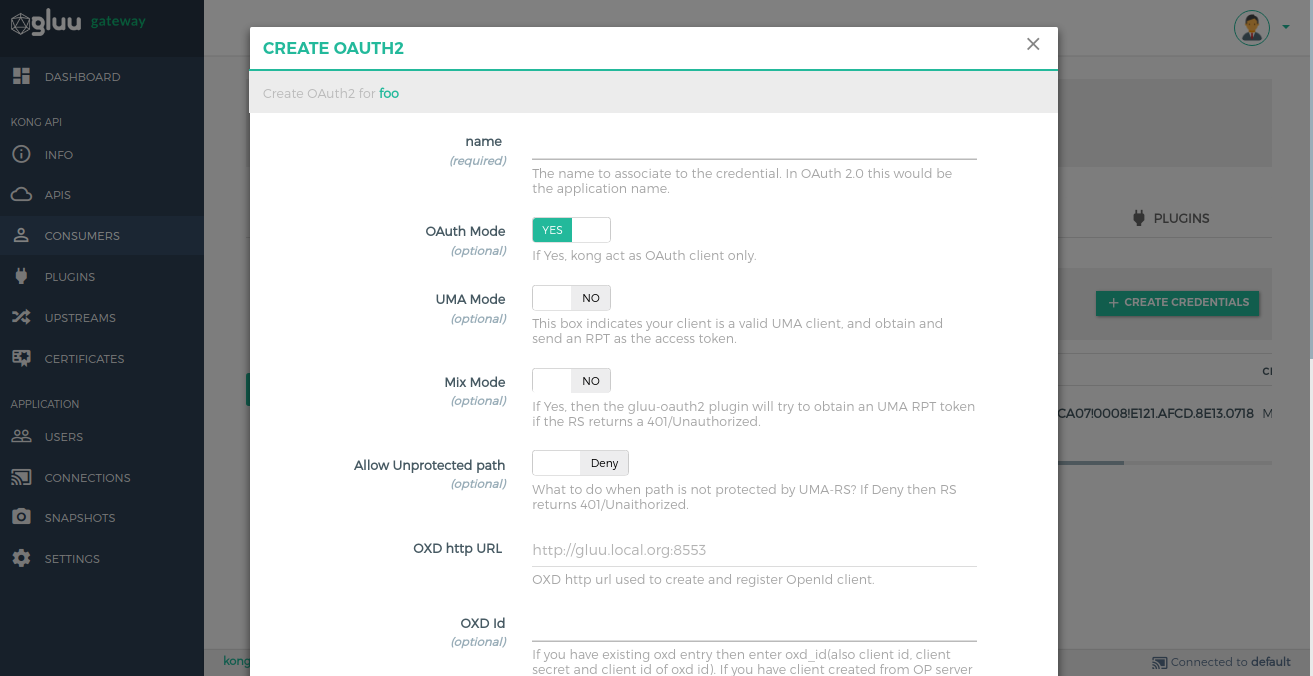 gluu gateway
DASHBOARD
KONG API
INFO
APIS
CONSUMERS
PLUGINS
UPSTREAMS
CERTIFICATES
APPLICATION
USERS
CONNECTIONS
SNAPSHOTS
SETTINGS
CREATE OAUTH2
Create OAuth2 for foo
name
(required)
The name to associate to the credential. In OAuth 2.0 this would be
the application name.
OAuth Mode
(optional)
YES
If Yes, kong act as OAuth client only.
UMA Mode
(optional)
NO
This box indicates your client is a valid UMA client, and obtain and
send an RPT as the access token.
Mix Mode
(optional)
NO
If Yes, then the gluu-oauth2 plugin will try to obtain an UMA RPT token
if the RS returns a 401/Unauthorized.
Allow Unprotected path
(optional)
Deny
What to do when path is not protected by UMA-RS? If Deny then RS
returns 401/Unaithorized.
OXD http URL
http://gluu.local.org:8553
OXD http url used to create and register OpenId client.
OXD Id
(optional)
If you have existing oxd entry then enter oxd_id(also client id, client
secret and client id of oxd id). If you have client created from OP server
PLUGINS
+ CREATE CREDENTIALS
CA07!0008!E121.AFCD.8E13.0718 M
kong
Connected to default